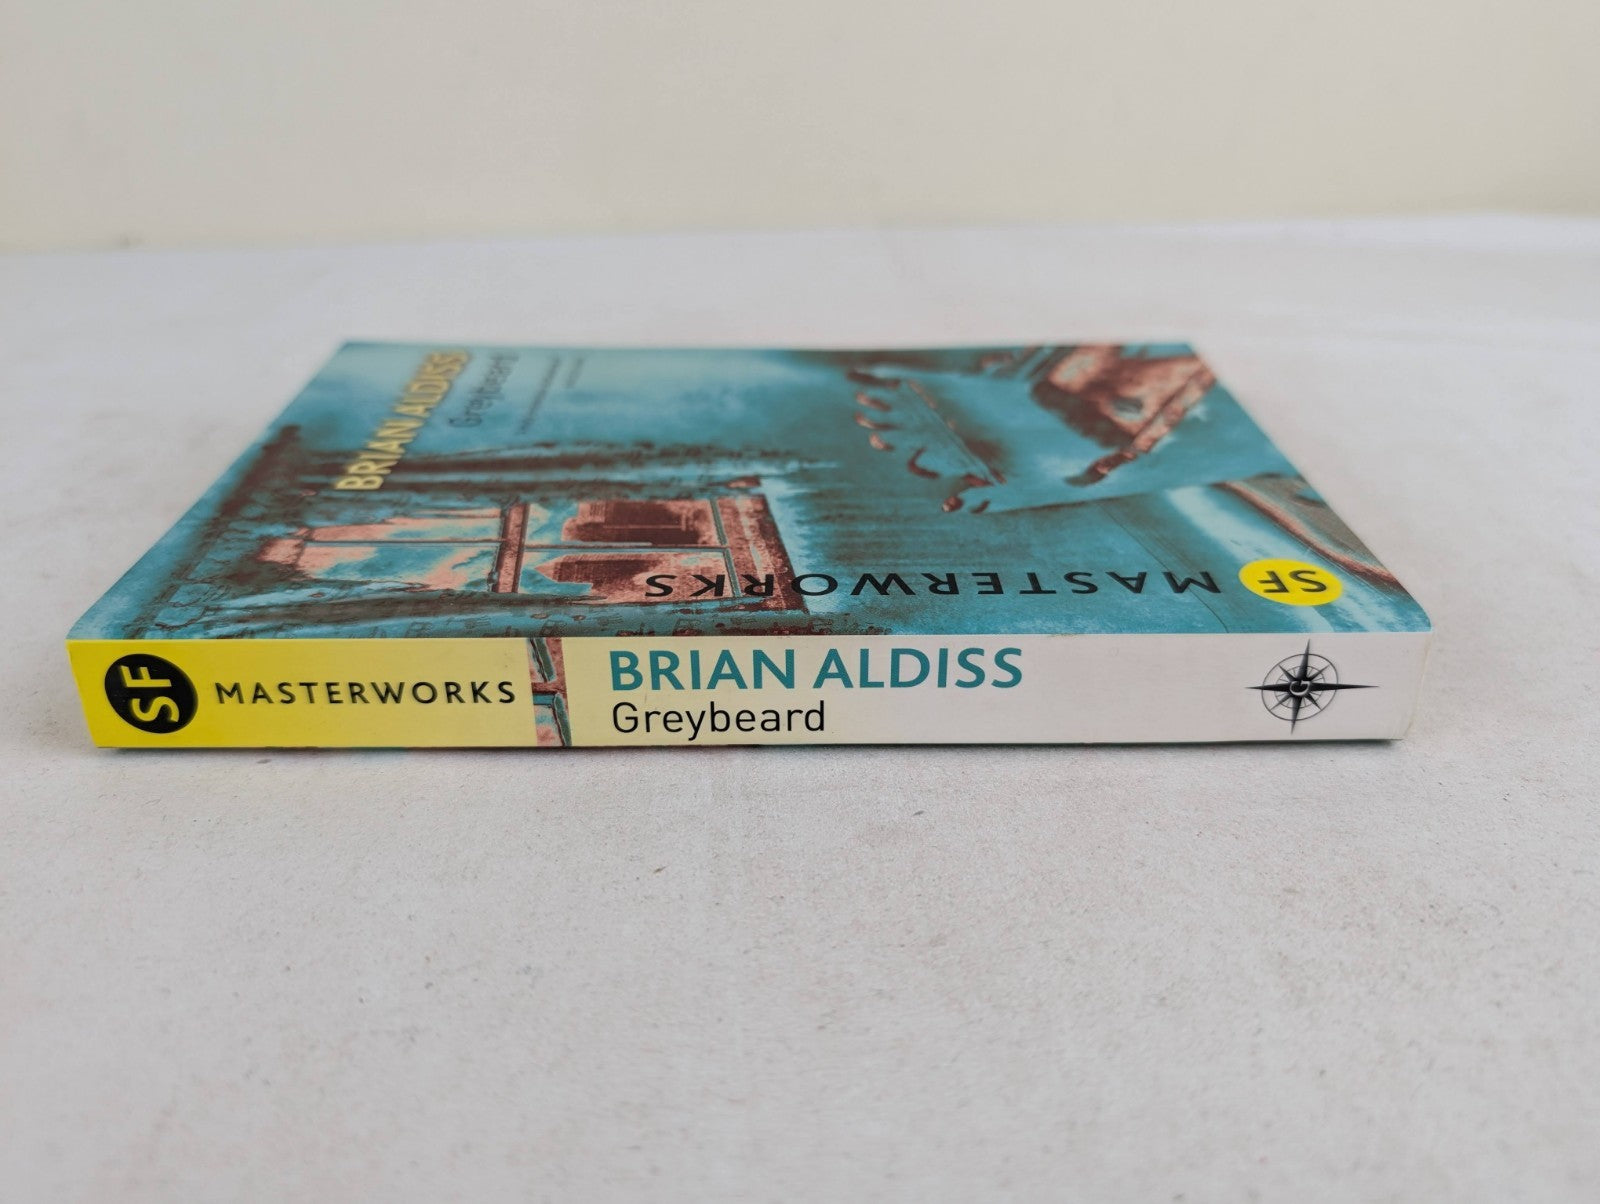 BRIAN ALDISS
Greybeard
SF MASTERWORKS
SF MASTERWORKS
BRIAN ALDISS
Greybeard
G